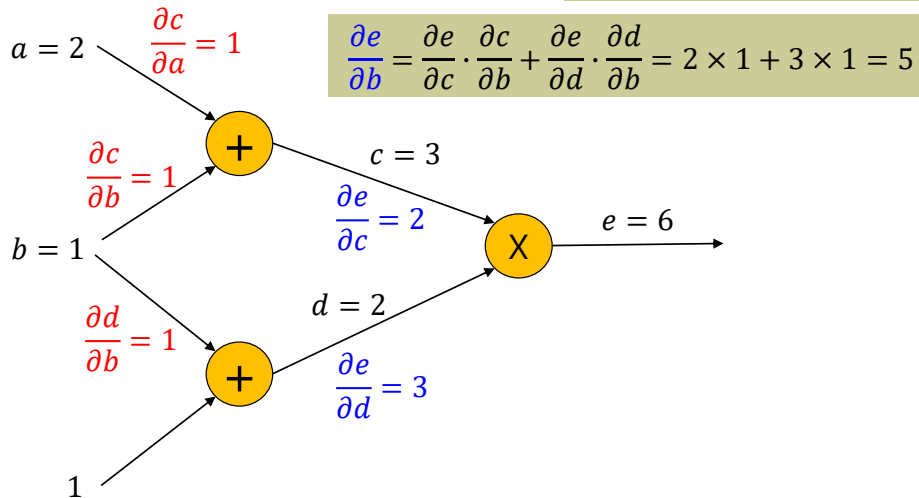 ∂e/∂b = ∂e/∂c · ∂c/∂b + ∂e/∂d · ∂d/∂b = 2 × 1 + 3 × 1 = 5
a = 2
∂c/∂a = 1
+
∂c/∂b = 1
c = 3
∂e/∂c = 2
b = 1
X
e = 6
∂d/∂b = 1
d = 2
+
∂e/∂d = 3
1